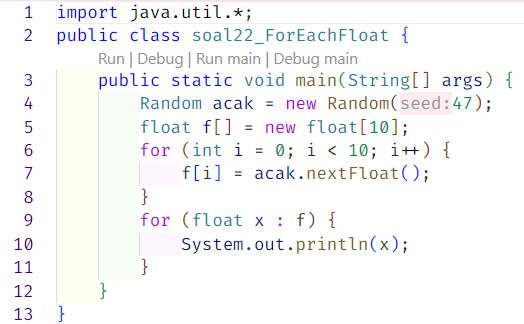 1 import java.util.*;
2 public class soal22_ForEachFloat {
Run | Debug | Run main | Debug main
3 public static void main(String[] args) {
4 Random acak = new Random(seed:47);
5 float f[] = new float[10];
6 for (int i = 0; i < 10; i++) {
7 f[i] = acak.nextFloat();
8 }
9 for (float x : f) {
10 System.out.println(x);
11 }
12 }
13 }